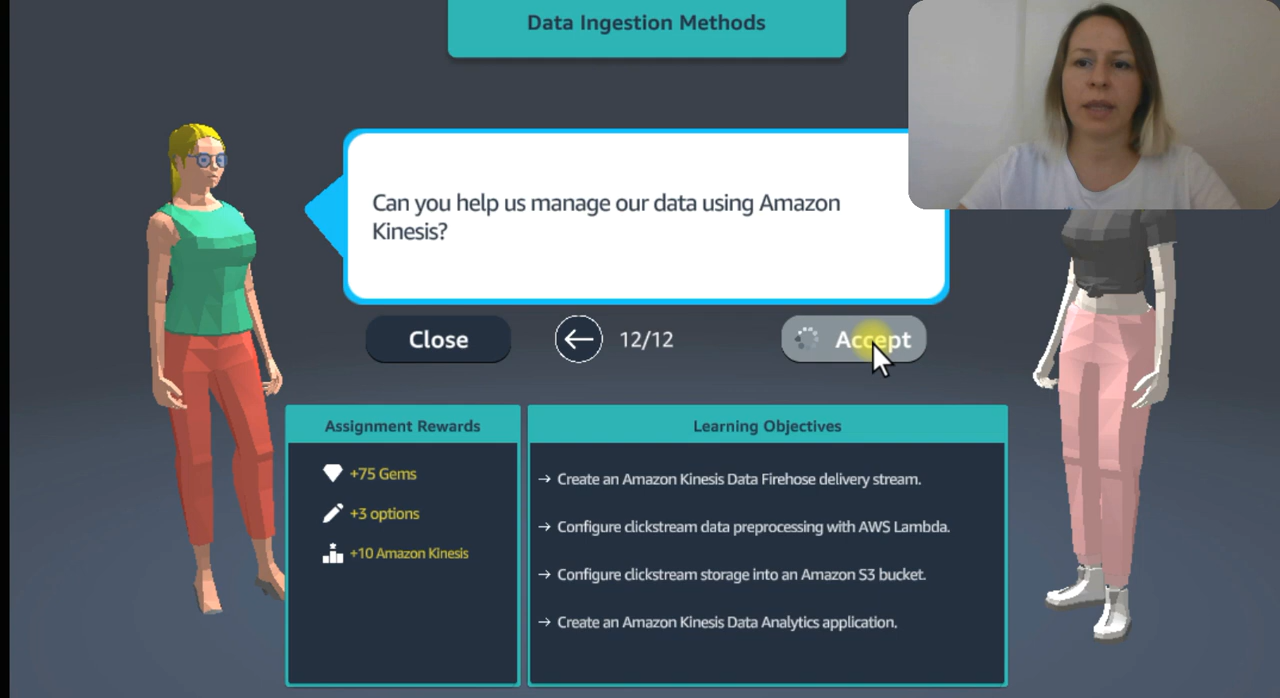 Data Ingestion Methods
Can you help us manage our data using Amazon
Kinesis?
Close
12/12
Accept
Assignment Rewards
+75 Gems
+3 options
+10 Amazon Kinesis
Learning Objectives
→ Create an Amazon Kinesis Data Firehose delivery stream.
→ Configure clickstream data preprocessing with AWS Lambda.
→ Configure clickstream storage into an Amazon S3 bucket.
→ Create an Amazon Kinesis Data Analytics application.